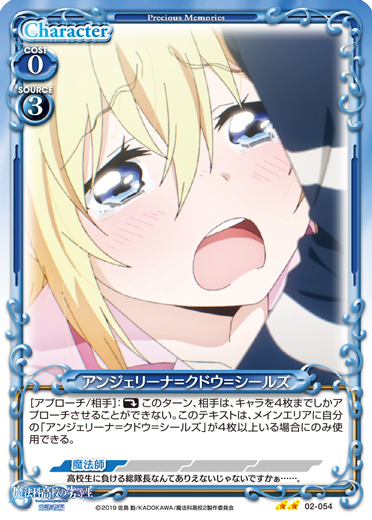 Precious Memories
Character
COST
0
SOURCE
3
アンジェリーナ=クドウ=シールズ
[アプローチ/相手]: このターン、相手は、キャラを4枚までしかア
プローチさせることができない。このテキストは、メインエリアに自分
の「アンジェリーナ=クドウ=シールズ」が4枚以上いる場合にのみ使
用できる。
魔法師
高校生に負ける総隊長なんてありえないじゃないですかぁ……。
魔法科高校の劣等生
©2019 佐島 勤/KADOKAWA/魔法科高校2製作委員会
02-054